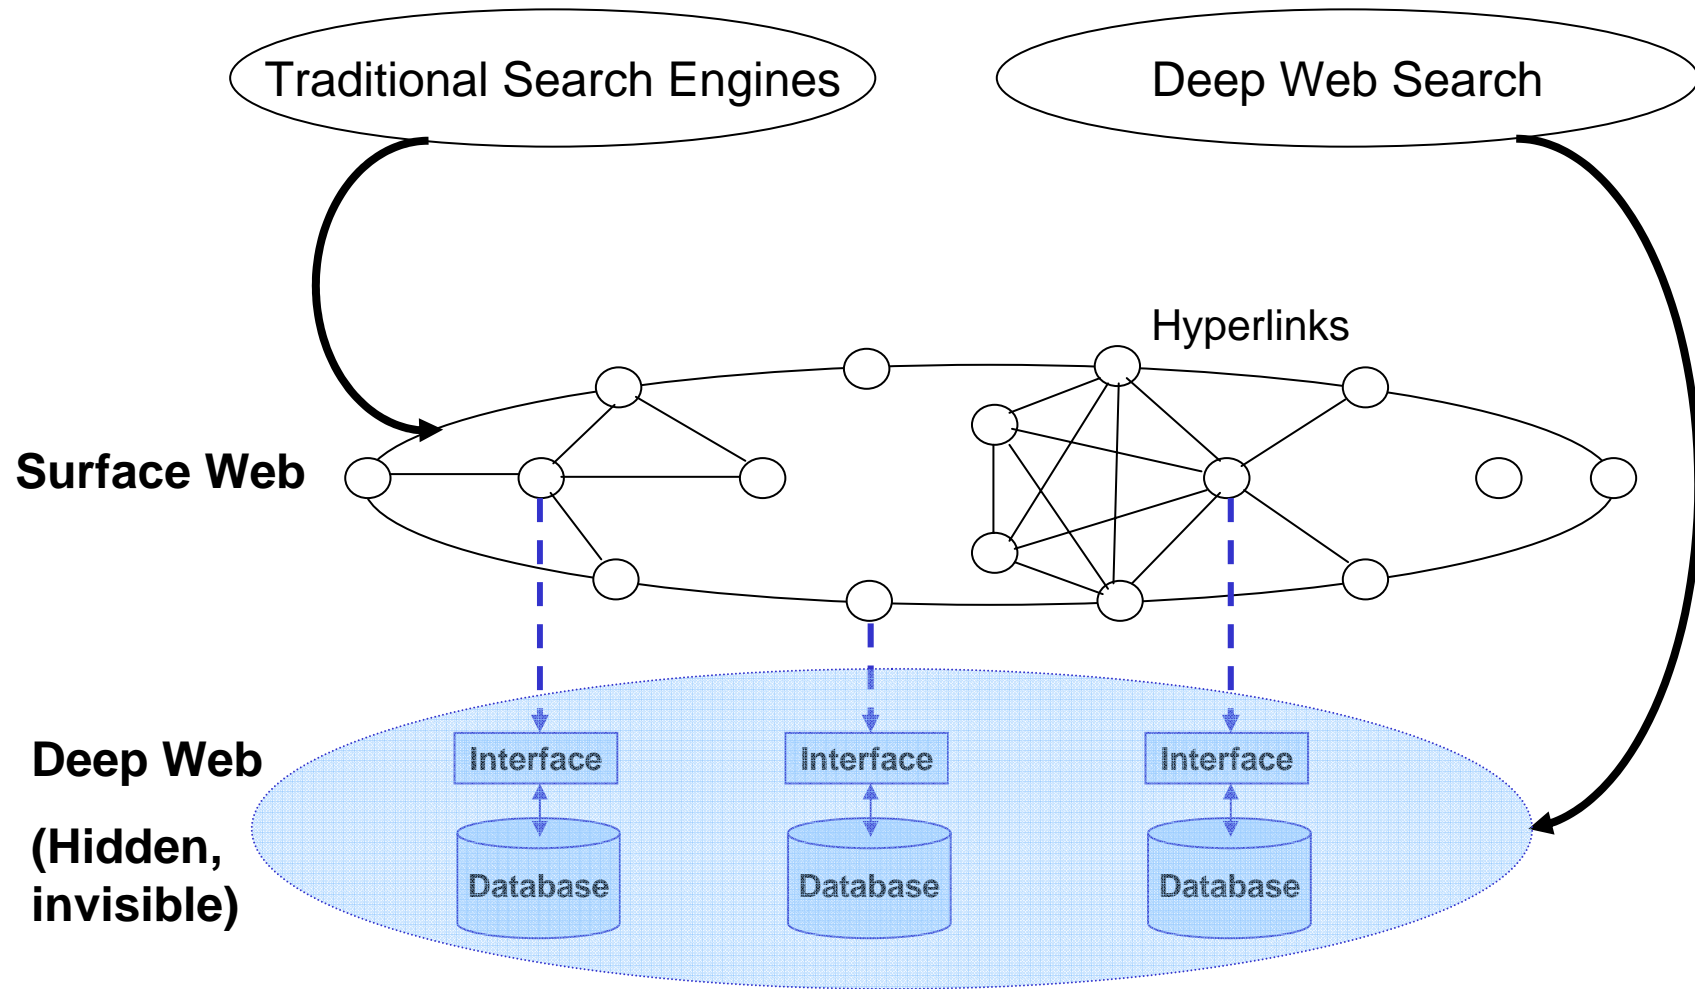 Traditional Search Engines
Deep Web Search
Hyperlinks
Surface Web
Deep Web
(Hidden,
invisible)
Interface
Interface
Interface
Database
Database
Database